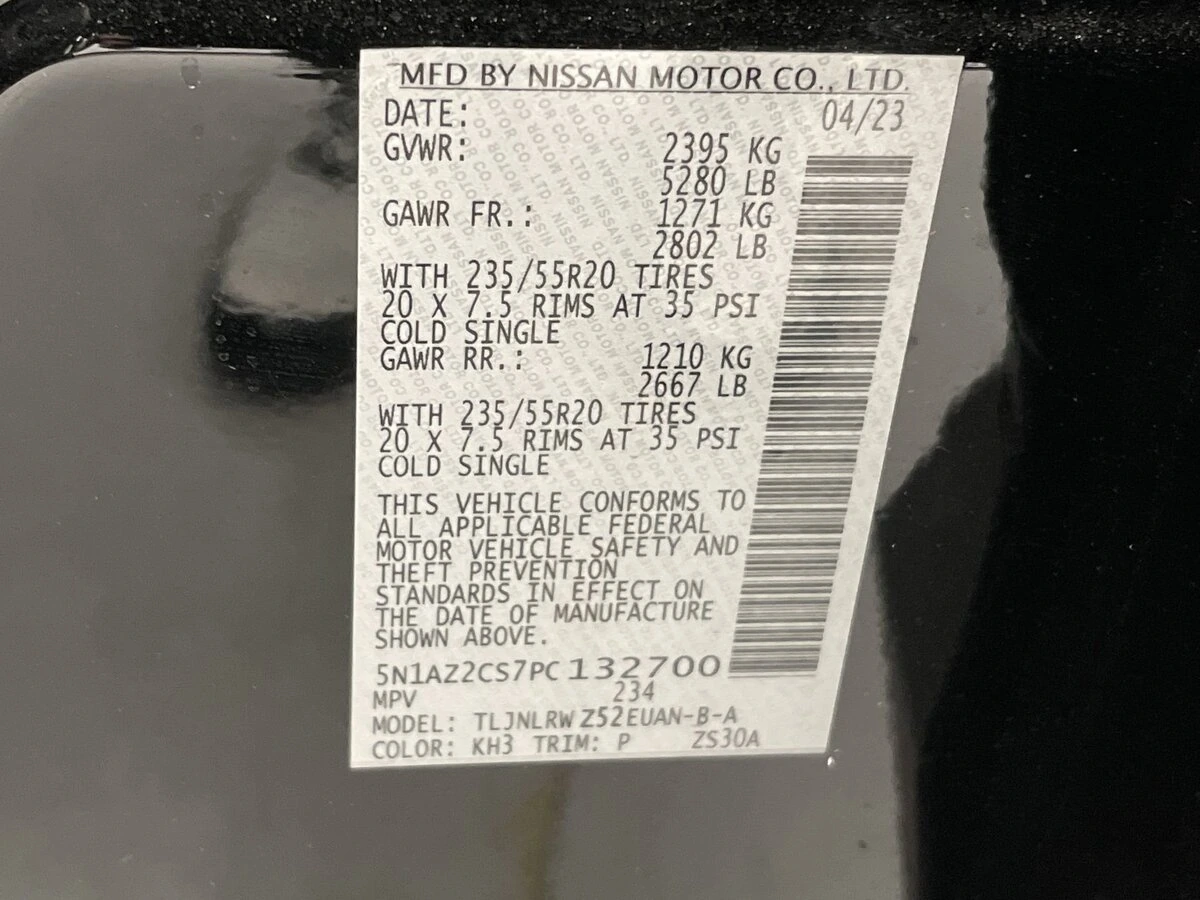 MFD BY NISSAN MOTOR CO., LTD.
DATE: 04/23
GVWR: 2395 KG
5280 LB
GAWR FR.: 1271 KG
2802 LB
WITH 235/55R20 TIRES
20 X 7.5 RIMS AT 35 PSI
COLD SINGLE
GAWR RR.: 1210 KG
2667 LB
WITH 235/55R20 TIRES
20 X 7.5 RIMS AT 35 PSI
COLD SINGLE
THIS VEHICLE CONFORMS TO
ALL APPLICABLE FEDERAL
MOTOR VEHICLE SAFETY AND
THEFT PREVENTION
STANDARDS IN EFFECT ON
THE DATE OF MANUFACTURE
SHOWN ABOVE.
5N1AZ2CS7PC132700
MPV 234
MODEL: TLJNLRW Z52EUAN-B-A
COLOR: KH3 TRIM: P ZS30A